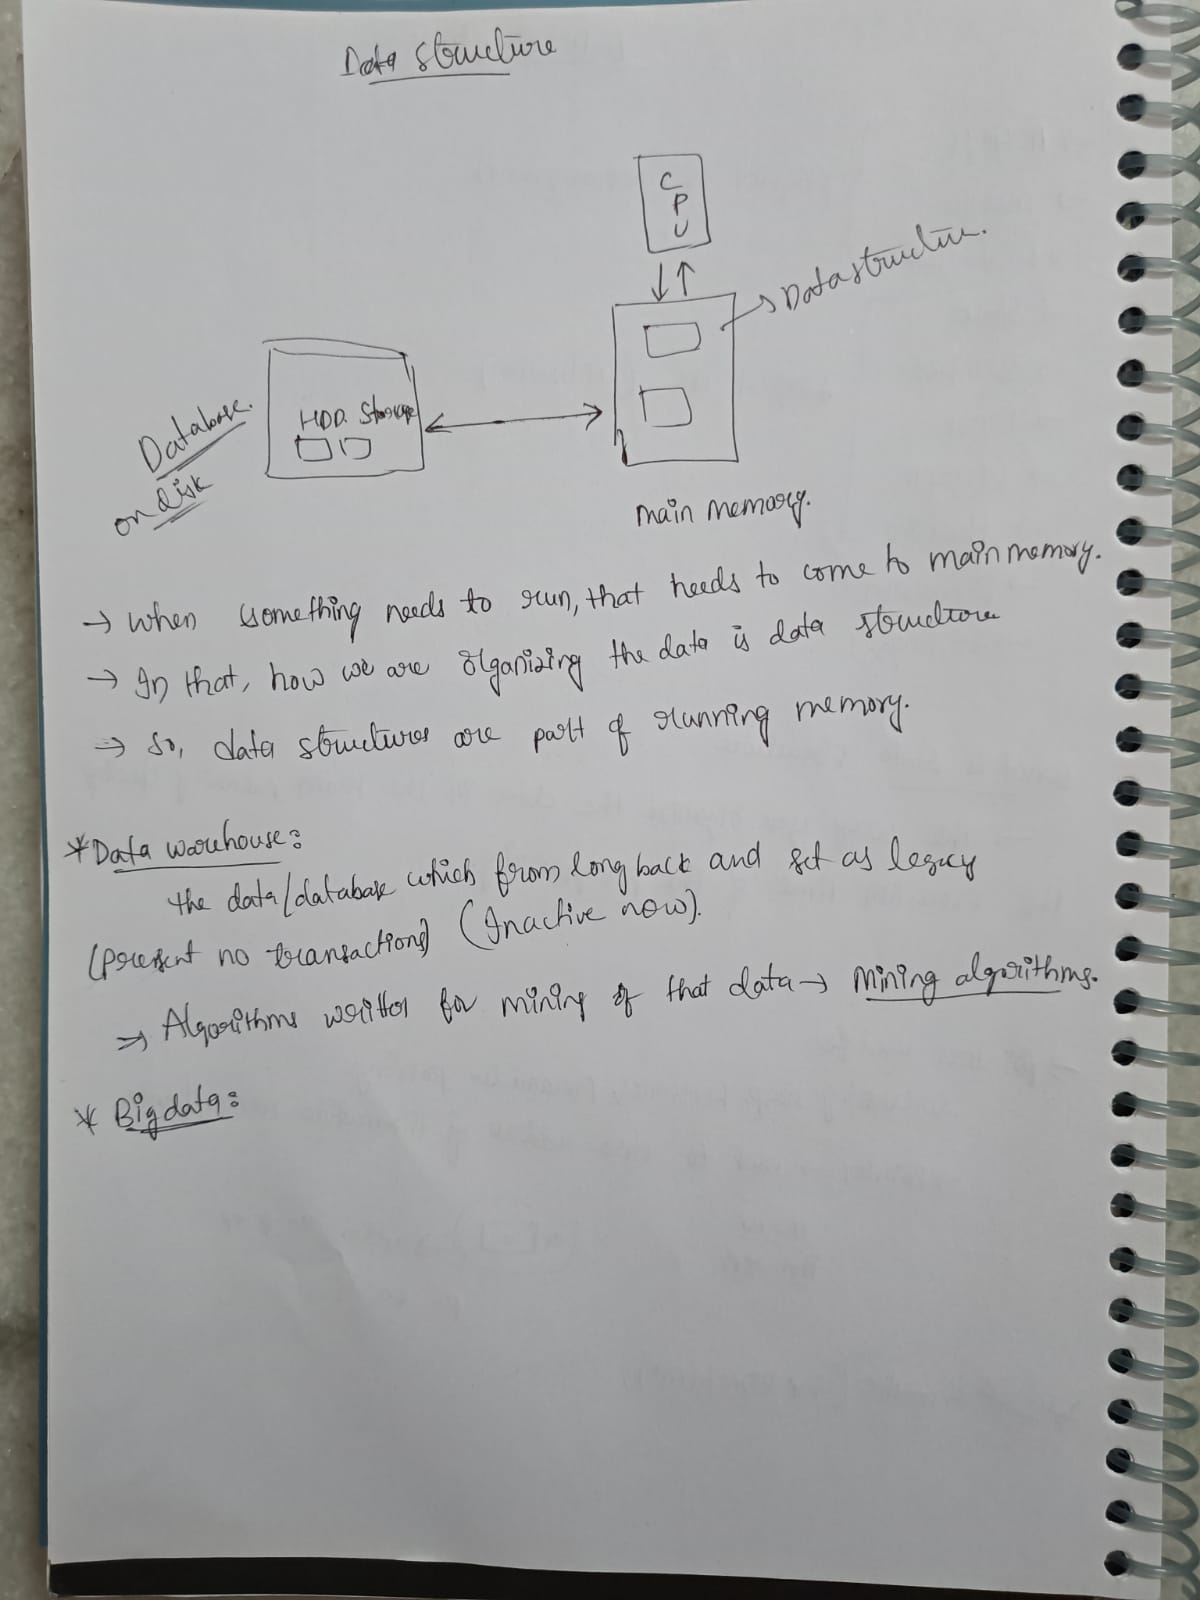 Data structure
C
P
U
Datastructure.
HDD. Storage
Database.
on disk
main memory.
→ When something needs to run, that needs to come to main memory.
→ In that, how we are organizing the data is data structure
→ So, data structures are part of running memory.
* Data warehouse:
the data/database which from long back and set as legacy
(present no transactions) (Inactive now).
→ Algorithms written for mining of that data → Mining algorithms.
* Big data: